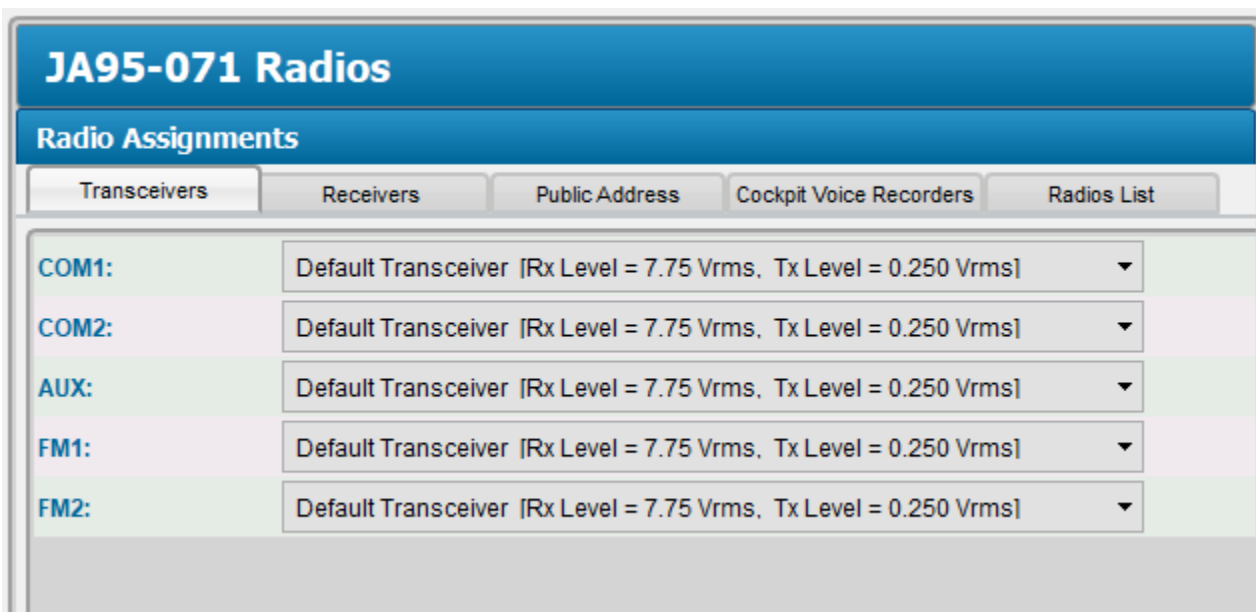 JA95-071 Radios
Radio Assignments
Transceivers Receivers Public Address Cockpit Voice Recorders Radios List
COM1: Default Transceiver [Rx Level = 7.75 Vrms, Tx Level = 0.250 Vrms]
COM2: Default Transceiver [Rx Level = 7.75 Vrms, Tx Level = 0.250 Vrms]
AUX: Default Transceiver [Rx Level = 7.75 Vrms, Tx Level = 0.250 Vrms]
FM1: Default Transceiver [Rx Level = 7.75 Vrms, Tx Level = 0.250 Vrms]
FM2: Default Transceiver [Rx Level = 7.75 Vrms, Tx Level = 0.250 Vrms]